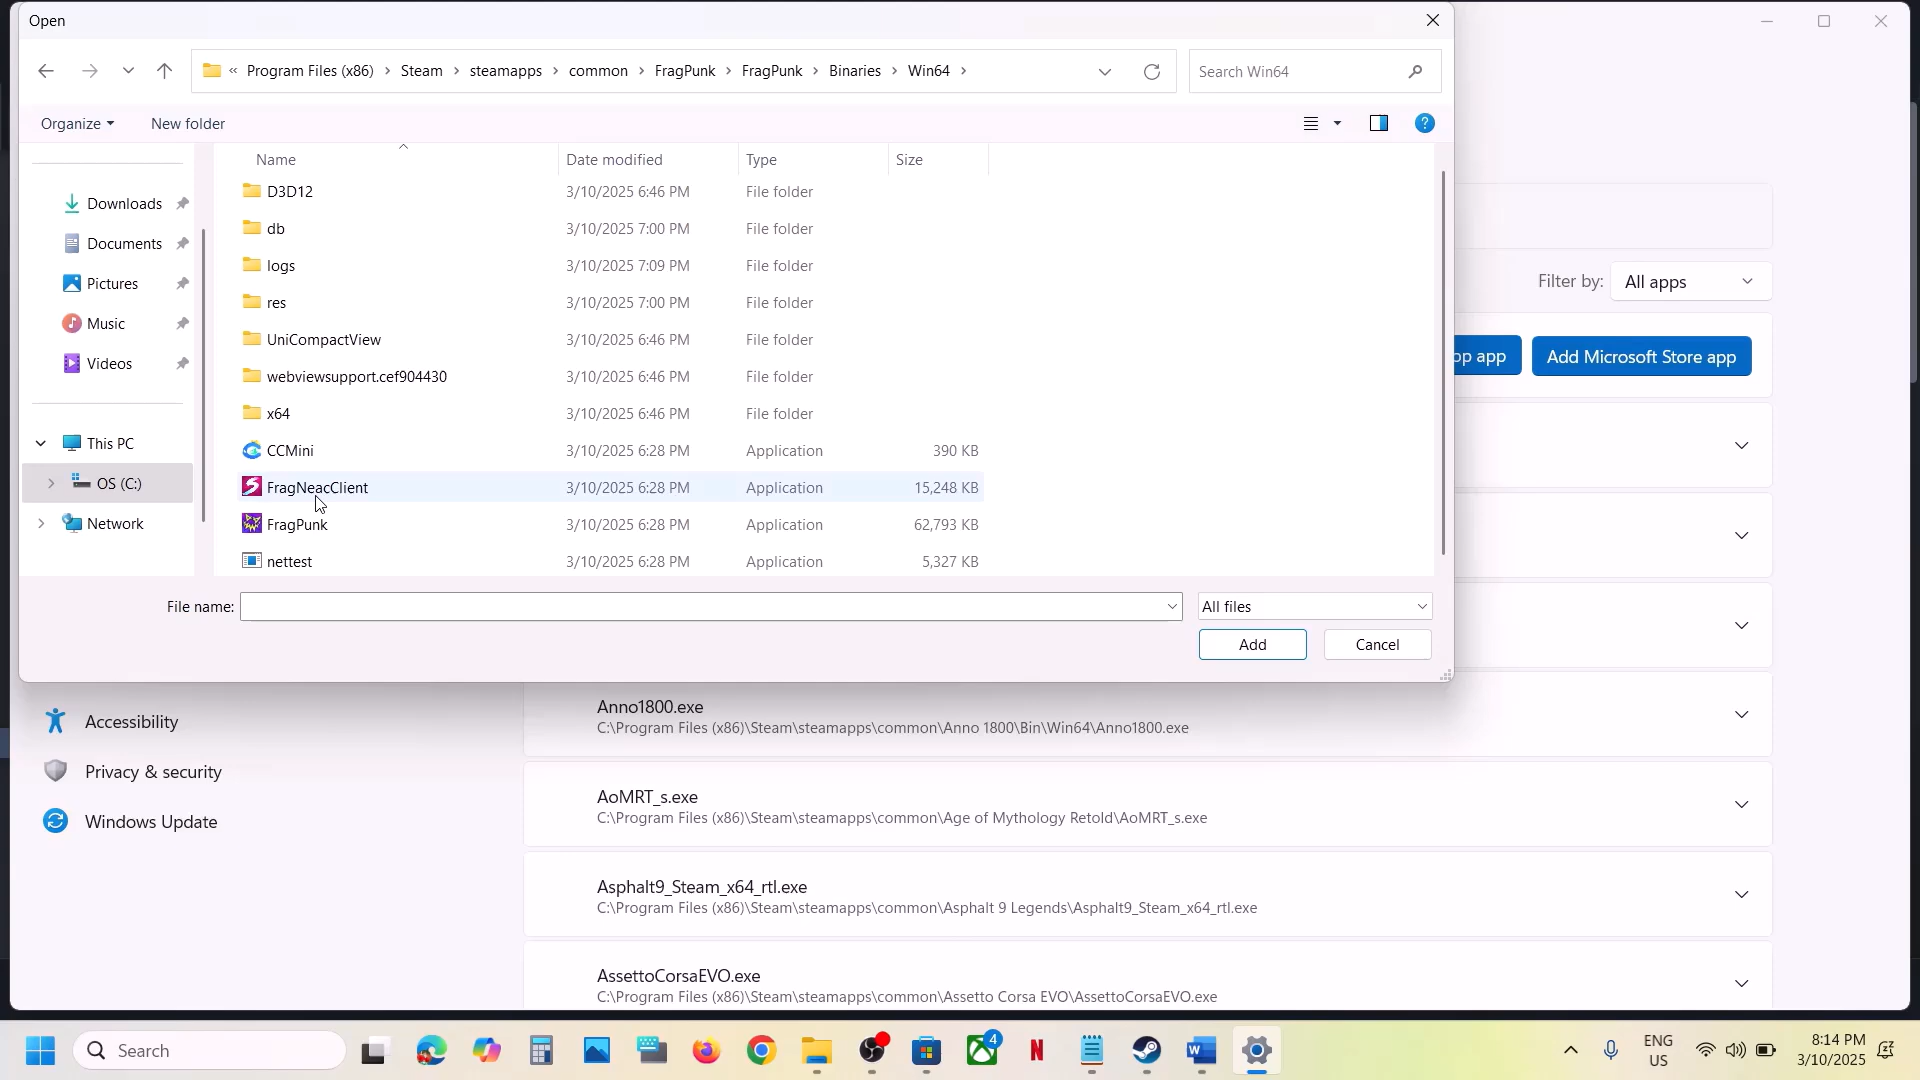 Open
« Program Files (x86) > Steam > steamapps > common > FragPunk > FragPunk > Binaries > Win64 >
Search Win64
Organize
New folder
Name
Date modified
Type
Size
Downloads
Documents
Pictures
Music
Videos
This PC
OS (C:)
Network
D3D12 3/10/2025 6:46 PM File folder
db 3/10/2025 7:00 PM File folder
logs 3/10/2025 7:09 PM File folder
res 3/10/2025 7:00 PM File folder
UniCompactView 3/10/2025 6:46 PM File folder
webviewsupport.cef904430 3/10/2025 6:46 PM File folder
x64 3/10/2025 6:46 PM File folder
CCMini 3/10/2025 6:28 PM Application 390 KB
FragNeacClient 3/10/2025 6:28 PM Application 15,248 KB
FragPunk 3/10/2025 6:28 PM Application 62,793 KB
nettest 3/10/2025 6:28 PM Application 5,327 KB
File name:
All files
Add
Cancel
Filter by:
All apps
app
Add Microsoft Store app
Accessibility
Privacy & security
Windows Update
Anno1800.exe
C:\Program Files (x86)\Steam\steamapps\common\Anno 1800\Bin\Win64\Anno1800.exe
AoMRT_s.exe
C:\Program Files (x86)\Steam\steamapps\common\Age of Mythology Retold\AoMRT_s.exe
Asphalt9_Steam_x64_rtl.exe
C:\Program Files (x86)\Steam\steamapps\common\Asphalt 9 Legends\Asphalt9_Steam_x64_rtl.exe
AssettoCorsaEVO.exe
C:\Program Files (x86)\Steam\steamapps\common\Assetto Corsa EVO\AssettoCorsaEVO.exe
Search
4
ENG
US
8:14 PM
3/10/2025